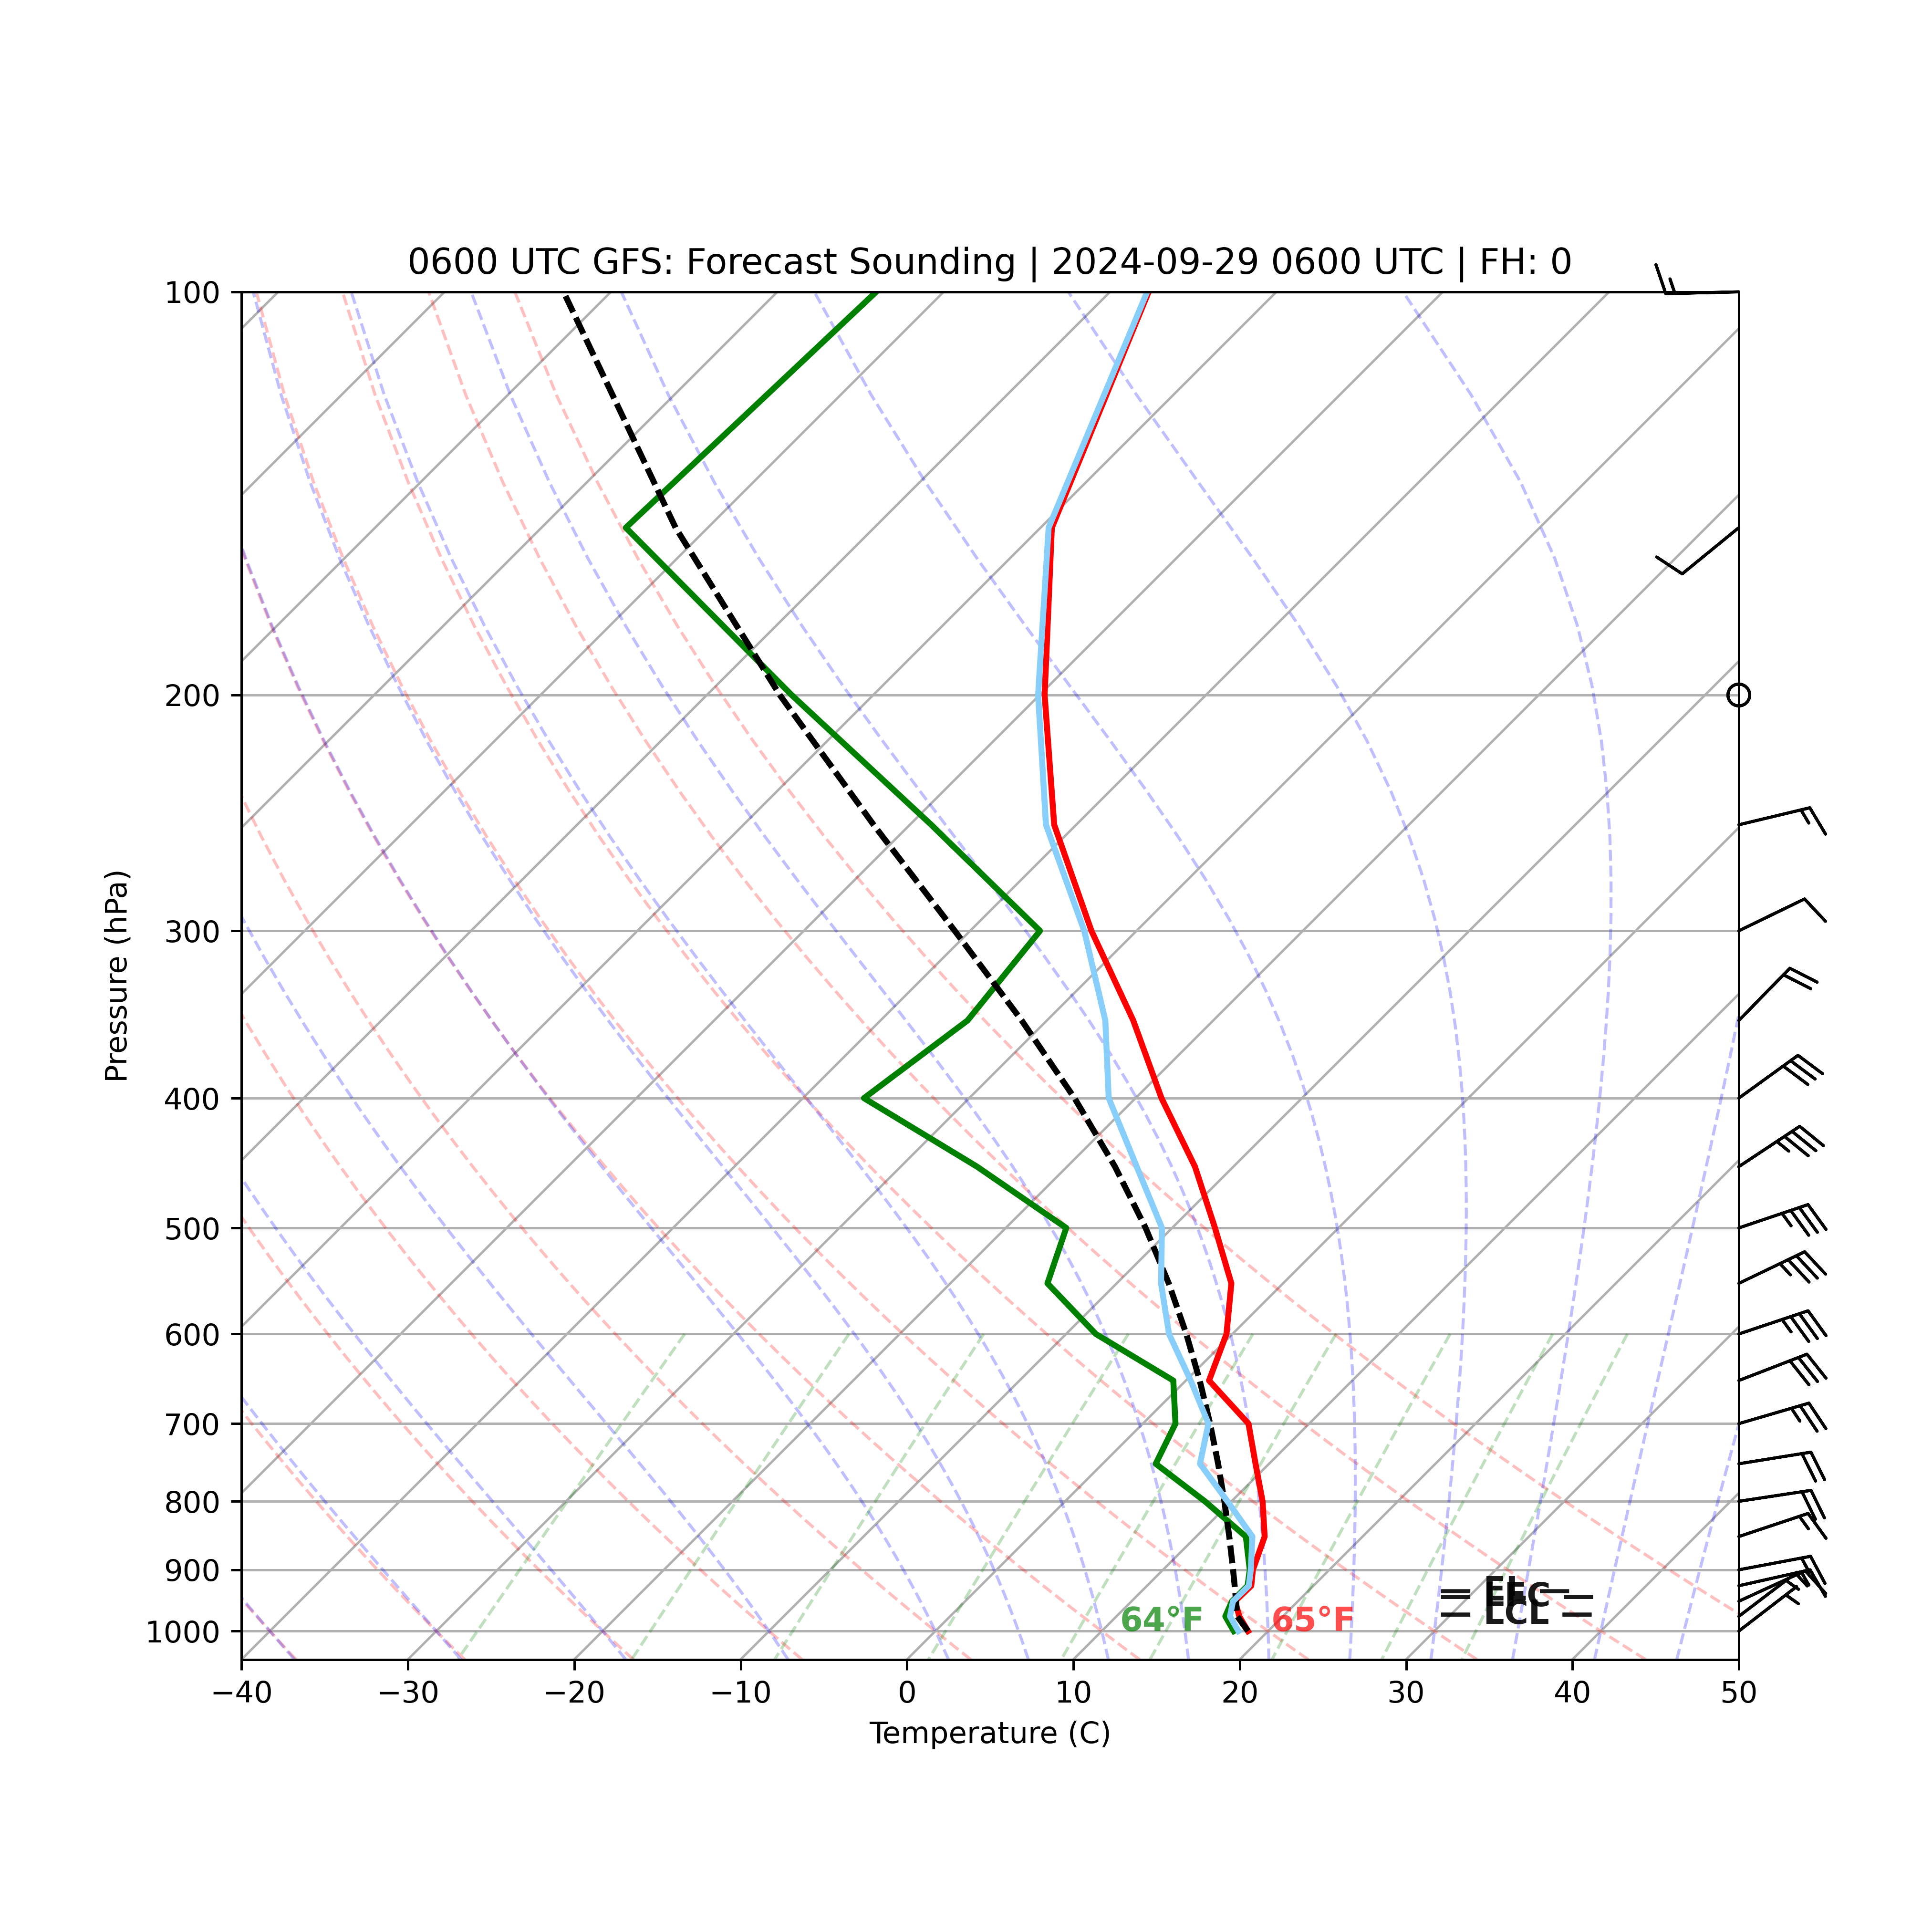 0600 UTC GFS: Forecast Sounding | 2024-09-29 0600 UTC | FH: 0
100
200
300
400
500
600
700
800
900
1000
Pressure (hPa)
64°F
65°F
EL
LFC
LCL
−40
−30
−20
−10
0
10
20
30
40
50
Temperature (C)